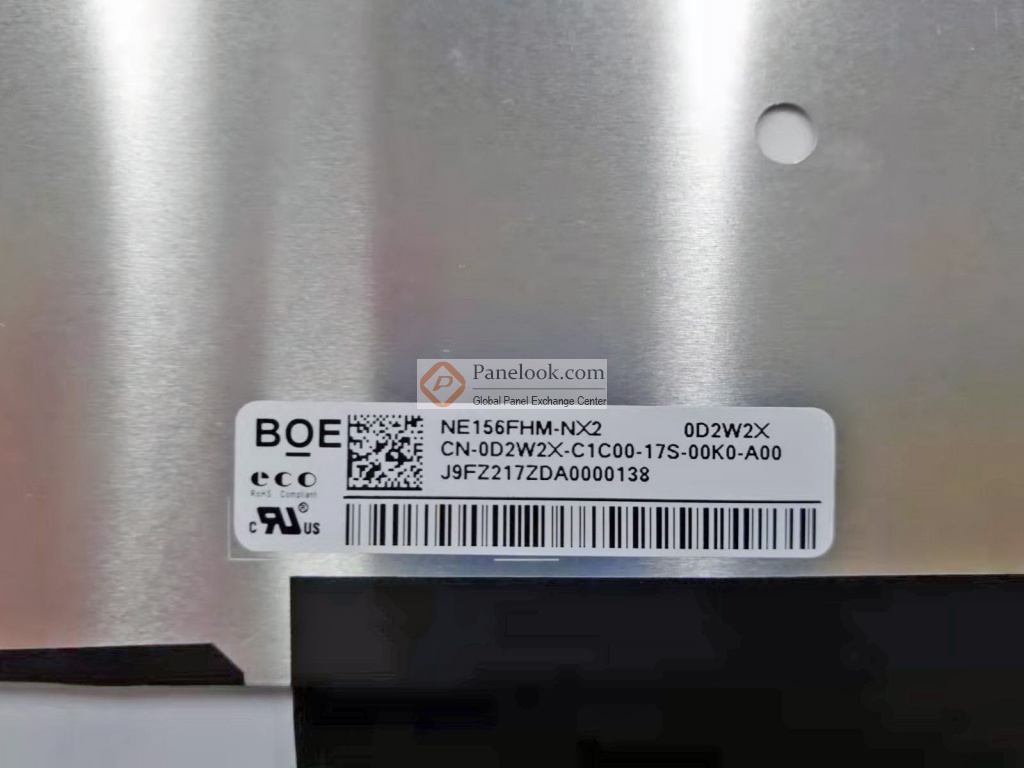 Panelook.com
Global Panel Exchange Center
BOE
NE156FHM-NX2 0D2W2X
CN-0D2W2X-C1C00-17S-00K0-A00
J9FZ217ZDA0000138
eco
RoHS Compliant
c RU ® US